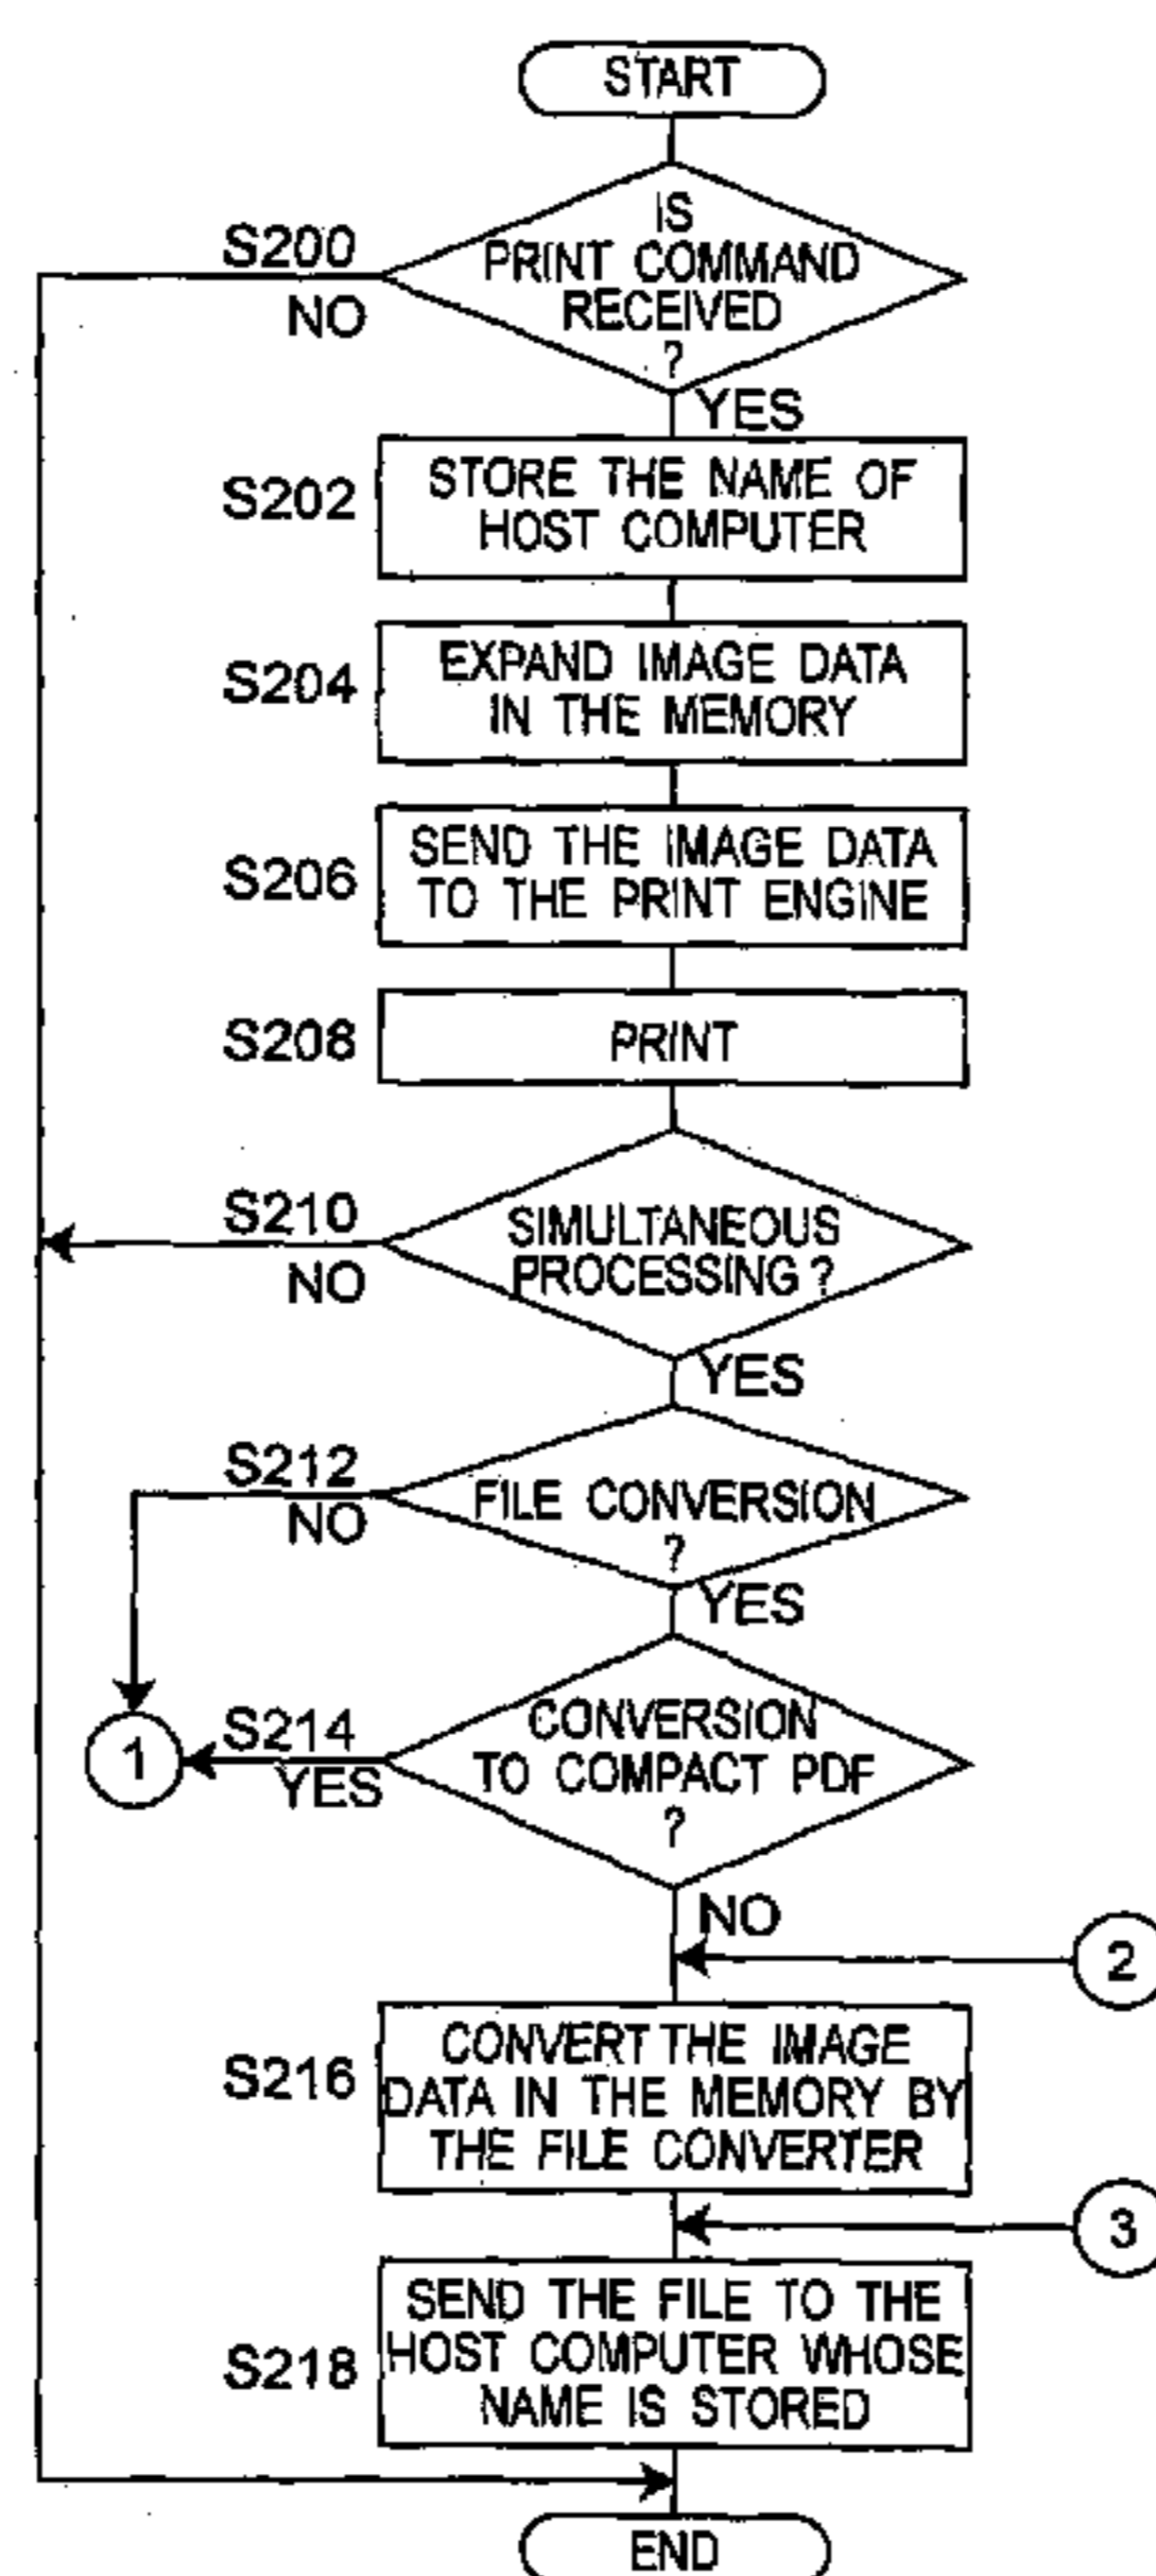 START
IS
PRINT COMMAND
RECEIVED
?
S200
NO
YES
S202
STORE THE NAME OF
HOST COMPUTER
S204
EXPAND IMAGE DATA
IN THE MEMORY
S206
SEND THE IMAGE DATA
TO THE PRINT ENGINE
S208
PRINT
S210
NO
SIMULTANEOUS
PROCESSING ?
YES
S212
NO
FILE CONVERSION
?
YES
1
S214
YES
CONVERSION
TO COMPACT PDF
?
NO
2
S216
CONVERT THE IMAGE
DATA IN THE MEMORY BY
THE FILE CONVERTER
3
S218
SEND THE FILE TO THE
HOST COMPUTER WHOSE
NAME IS STORED
END